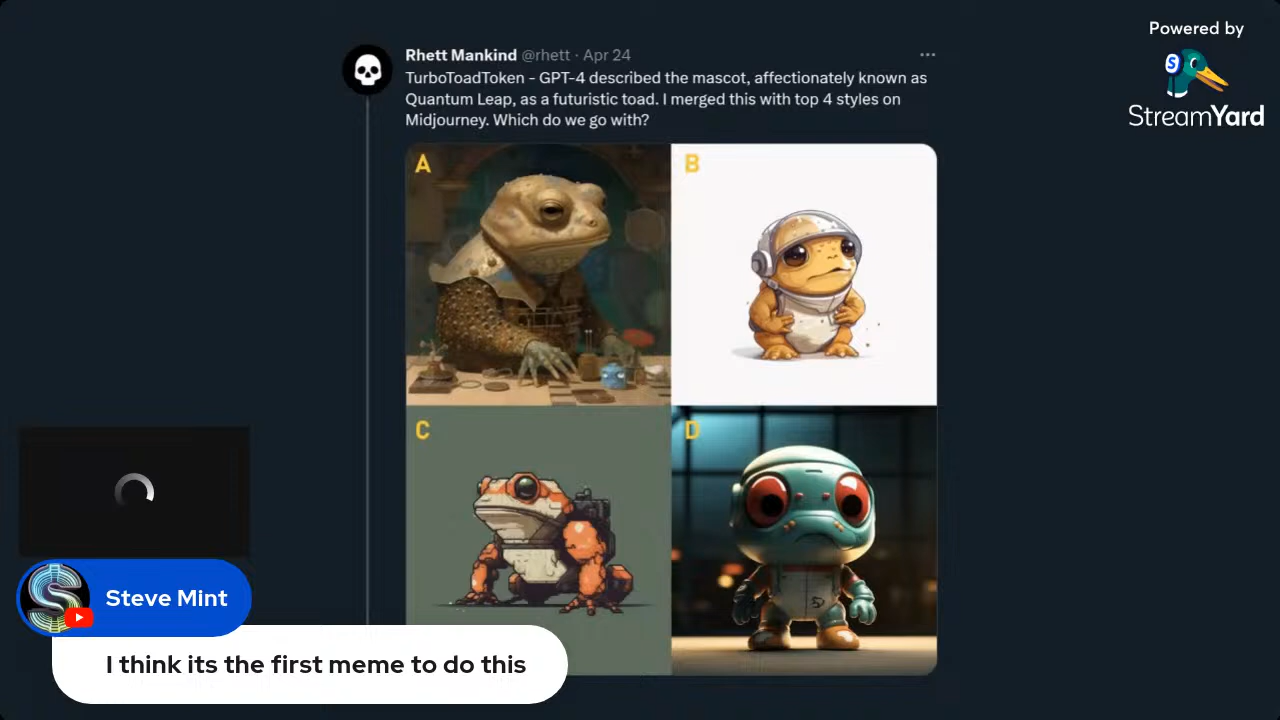 Powered by
StreamYard
Rhett Mankind @rhett · Apr 24
TurboToadToken - GPT-4 described the mascot, affectionately known as
Quantum Leap, as a futuristic toad. I merged this with top 4 styles on
Midjourney. Which do we go with?
A
B
C
D
Steve Mint
I think its the first meme to do this